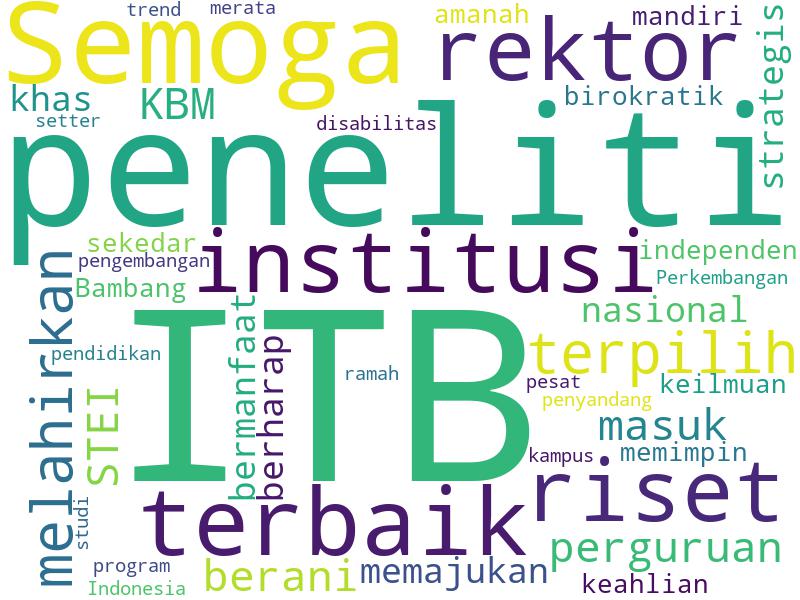 trend
merata
amanah
mandiri
Semoga
rektor
strategis
khas
KBM
birokratik
setter
disabilitas
peneliti
sekedar
institusi
independen
pengembangan
Perkembangan
Bambang
melahirkan
ITB
bermanfaat
berharap
nasional
pendidikan
terpilih
ramah
pesat
keilmuan
STEI
penyandang
masuk
kampus
memimpin
riset
terbaik
studi
perguruan
program
Indonesia
berani
memajukan
keahlian